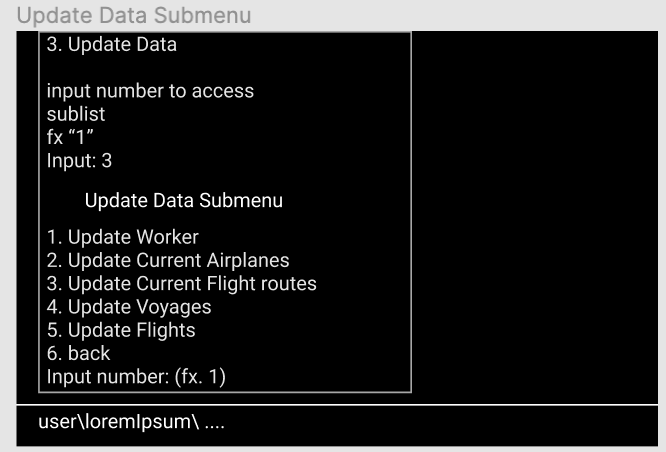 Update Data Submenu
3. Update Data
input number to access
sublist
fx “1”
Input: 3
Update Data Submenu
1. Update Worker
2. Update Current Airplanes
3. Update Current Flight routes
4. Update Voyages
5. Update Flights
6. back
Input number: (fx. 1)
user\loremIpsum\ ....